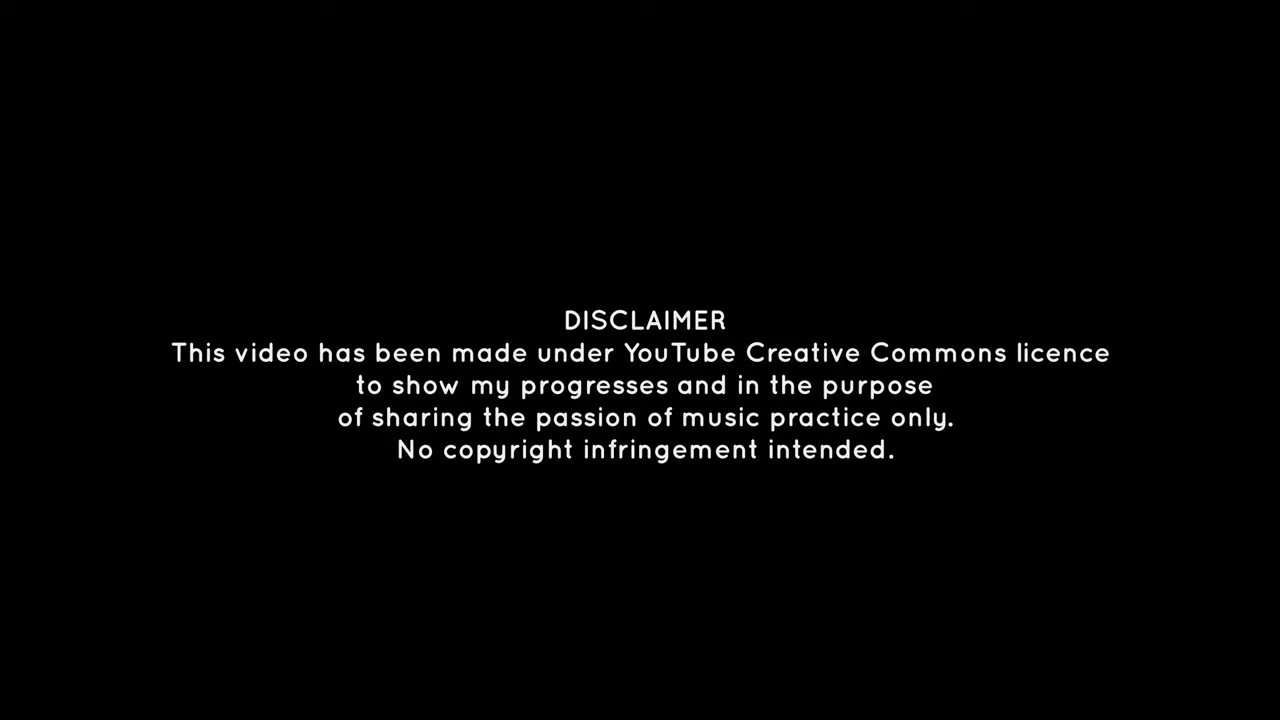 DISCLAIMER
This video has been made under YouTube Creative Commons licence
to show my progresses and in the purpose
of sharing the passion of music practice only.
No copyright infringement intended.